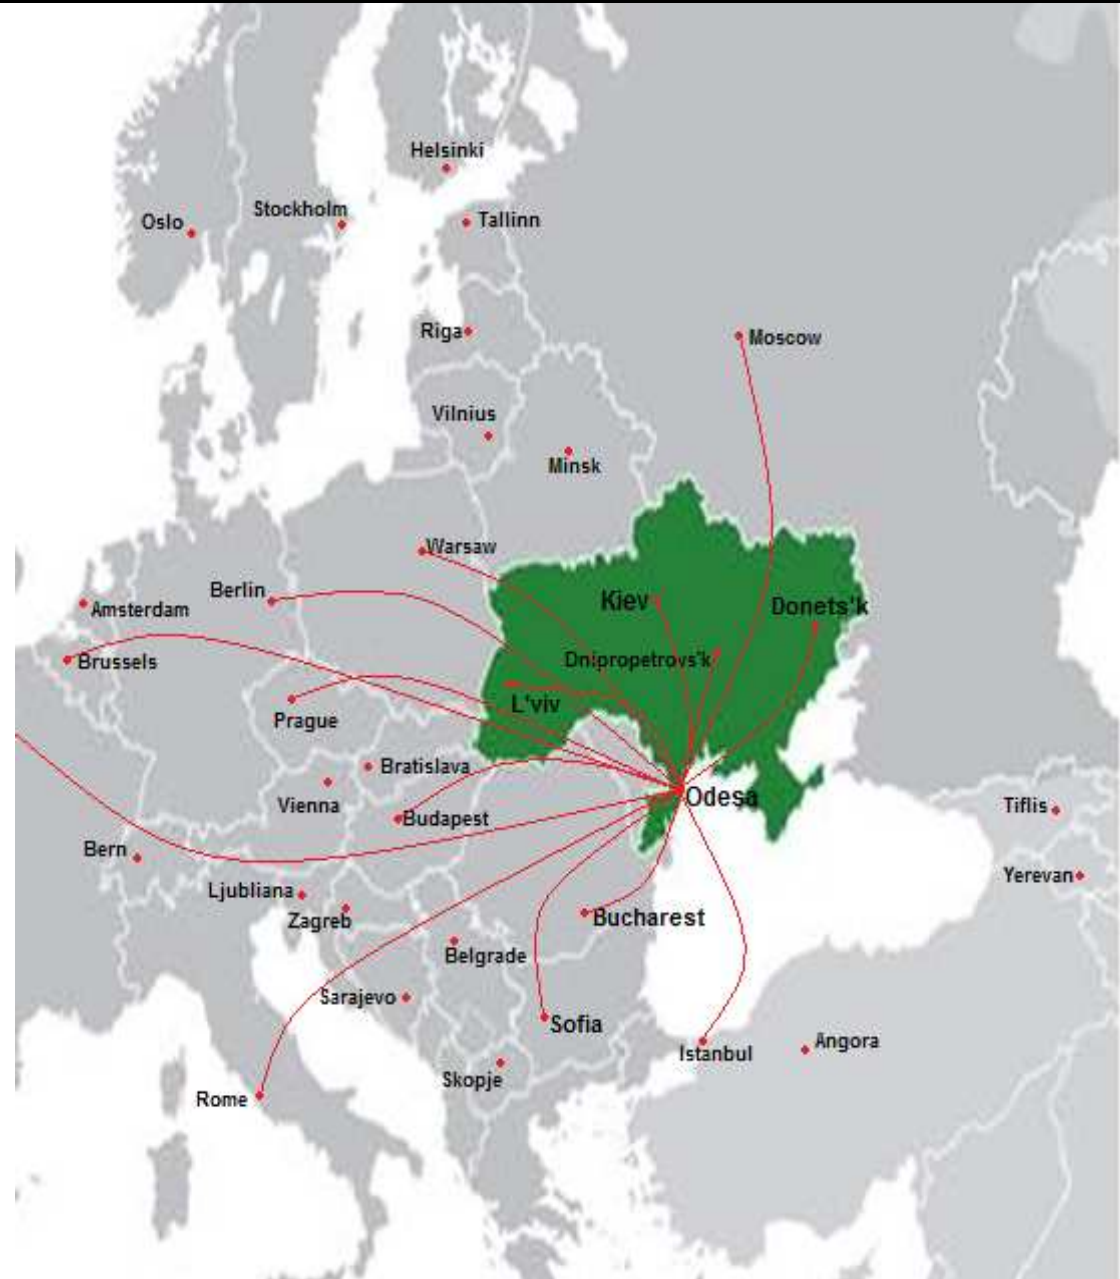 Helsinki
Stockholm
Oslo
Tallinn
Riga
Moscow
Vilnius
Minsk
Warsaw
Berlin
Amsterdam
Kiev
Donets'k
Brussels
Dnipropetrovs'k
L'viv
Prague
Bratislava
Odesa
Vienna
Budapest
Tiflis
Bern
Yerevan
Ljubliana
Zagreb
Bucharest
Belgrade
Sarajevo
Sofia
Angora
Istanbul
Skopje
Rome